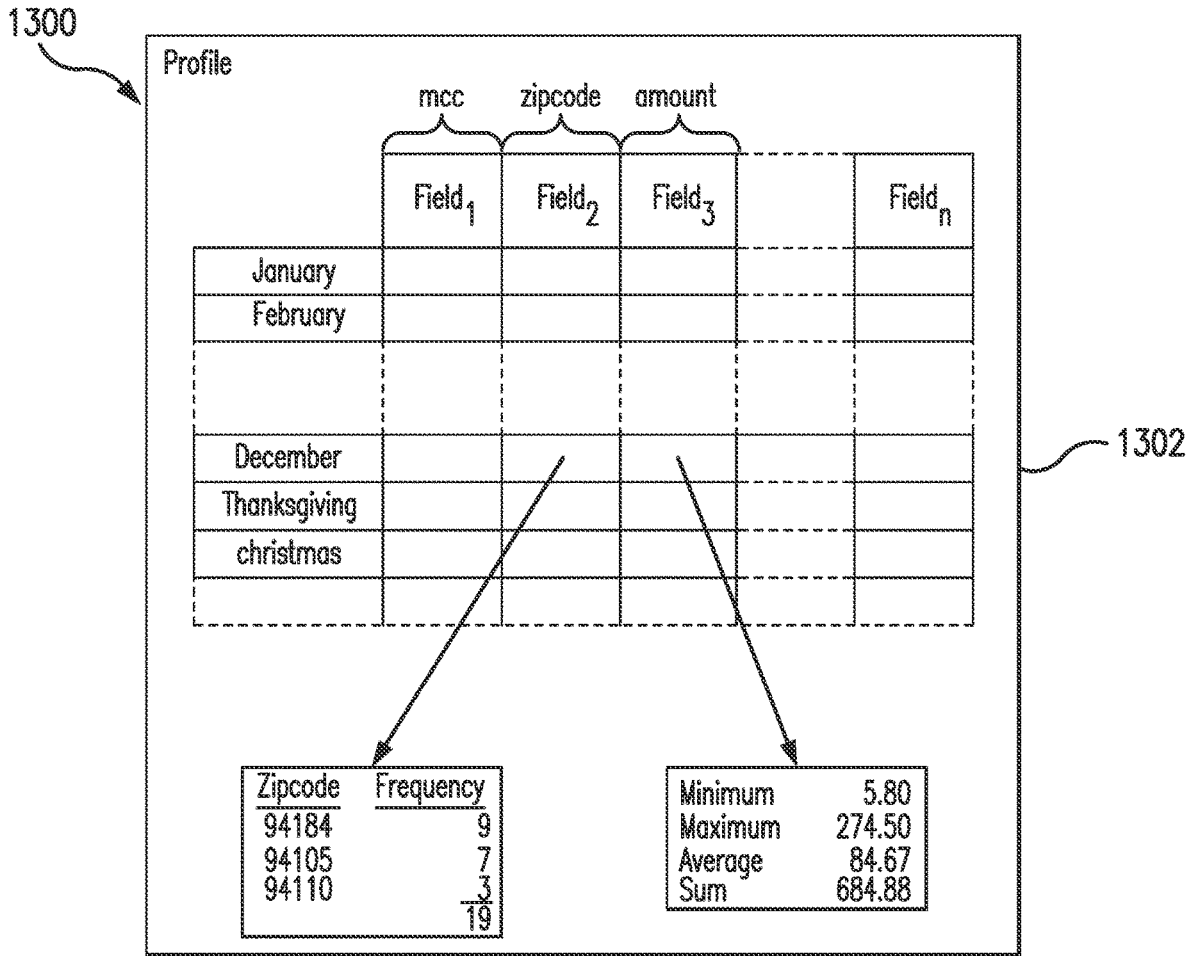 1300
Profile
mcc zipcode amount
Field1 Field2 Field3 Fieldn
January
February
December
1302
Thanksgiving
christmas
Zipcode Frequency
94184 9
94105 7
94110 3
19
Minimum 5.80
Maximum 274.50
Average 84.67
Sum 684.88